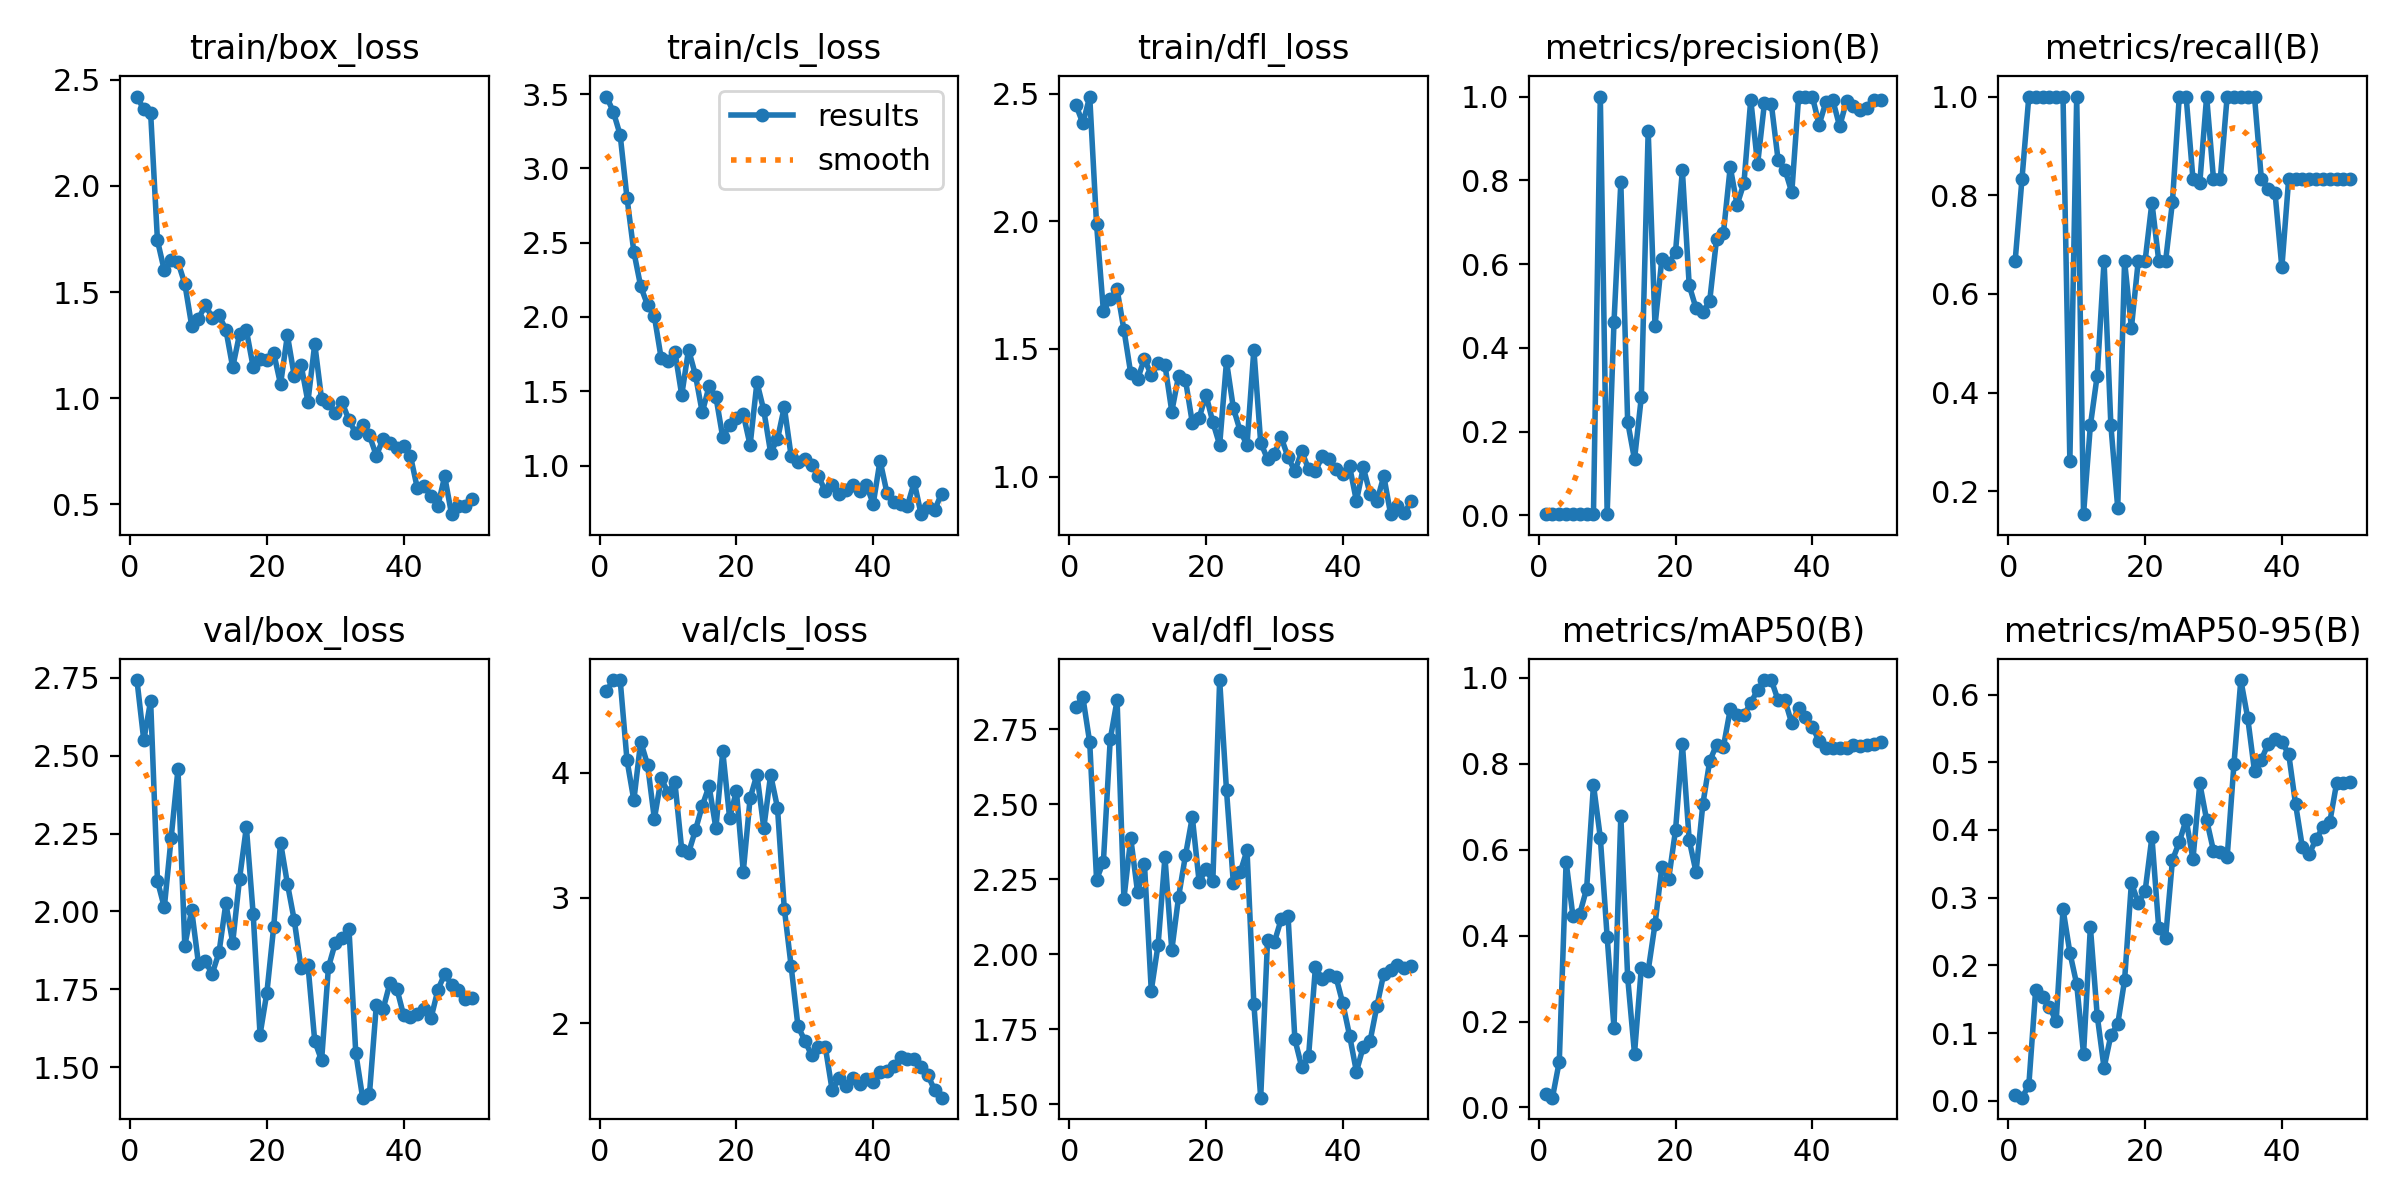 train/box_loss
train/cls_loss
train/dfl_loss
metrics/precision(B)
metrics/recall(B)
2.5
2.0
1.5
1.0
0.5
0 20 40
3.5
3.0
2.5
2.0
1.5
1.0
0 20 40
results
smooth
2.5
2.0
1.5
1.0
0 20 40
1.0
0.8
0.6
0.4
0.2
0.0
0 20 40
1.0
0.8
0.6
0.4
0.2
0 20 40
val/box_loss
val/cls_loss
val/dfl_loss
metrics/mAP50(B)
metrics/mAP50-95(B)
2.75
2.50
2.25
2.00
1.75
1.50
0 20 40
4
3
2
0 20 40
2.75
2.50
2.25
2.00
1.75
1.50
0 20 40
1.0
0.8
0.6
0.4
0.2
0.0
0 20 40
0.6
0.5
0.4
0.3
0.2
0.1
0.0
0 20 40